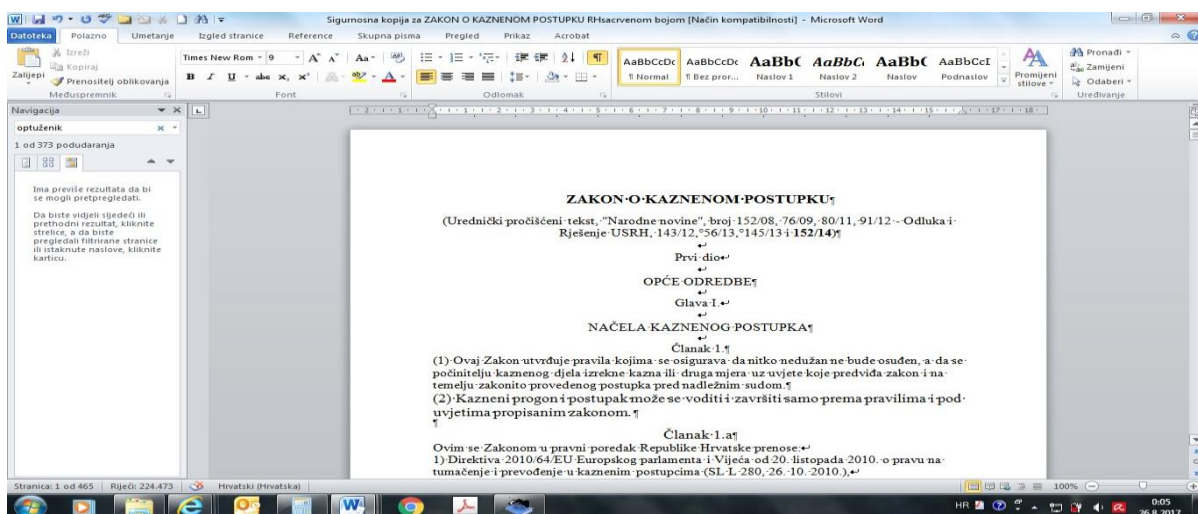 Sigurnosna kopija za ZAKON O KAZNENOM POSTUPKU RHsacrvenom bojom [Način kompatibilnosti] - Microsoft Word
Datoteka Polazno Umetanje Izgled stranice Reference Skupna pisma Pregled Prikaz Acrobat
Zalijepi
Izreži
Kopiraj
Prenositelj oblikovanja
Međuspremnik
Times New Rom 9
Font
Odlomak
AaBbCcDc AaBbCcDc AaBbC AaBbCc AaBbC AaBbCcI
¶ Normal ¶ Bez pror... Naslov 1 Naslov 2 Naslov Podnaslov
Stilovi
Promijeni stilove
Pronađi
Zamijeni
Odaberi
Uređivanje
Navigacija
optuženik
1 od 373 podudaranja
Ima previše rezultata da bi
se mogli pretpregledati.
Da biste vidjeli sljedeći ili
prethodni rezultat, kliknite
strelice, a da biste
pregledali filtrirane stranice
ili istaknute naslove, kliknite
karticu.
ZAKON O KAZNENOM POSTUPKU
(Urednički pročišćeni tekst, "Narodne novine", broj 152/08, 76/09, 80/11, 91/12 - Odluka i
Rješenje USRH, 143/12, 56/13, 145/13 i 152/14)
Prvi dio
OPĆE ODREDBE
Glava I.
NAČELA KAZNENOG POSTUPKA
Članak 1.
(1) Ovaj Zakon utvrđuje pravila kojima se osigurava da nitko nedužan ne bude osuđen, a da se
počinitelju kaznenog djela izrekne kazna ili druga mjera uz uvjete koje predviđa zakon i na
temelju zakonito provedenog postupka pred nadležnim sudom.
(2) Kazneni progon i postupak može se voditi i završiti samo prema pravilima i pod
uvjetima propisanim zakonom.
Članak 1.a
Ovim se Zakonom u pravni poredak Republike Hrvatske prenose:
1) Direktiva 2010/64/EU Europskog parlamenta i Vijeća od 20. listopada 2010. o pravu na
tumačenje i prevođenje u kaznenim postupcima (SL L 280, 26. 10. 2010.),
Stranica: 1 od 465 Riječi: 224.473 Hrvatski (Hrvatska) 100%
HR 0:05
26.8.2017